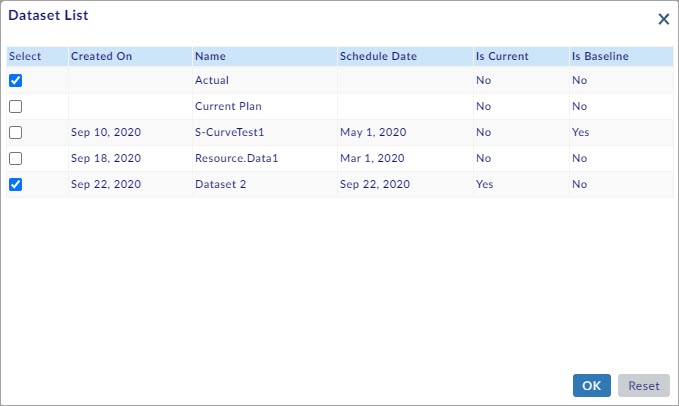 Dataset List
Select Created On Name Schedule Date Is Current Is Baseline
Actual No No
Current Plan No No
Sep 10, 2020 S-CurveTest1 May 1, 2020 No Yes
Sep 18, 2020 Resource.Data1 Mar 1, 2020 No No
Sep 22, 2020 Dataset 2 Sep 22, 2020 Yes No
OK Reset